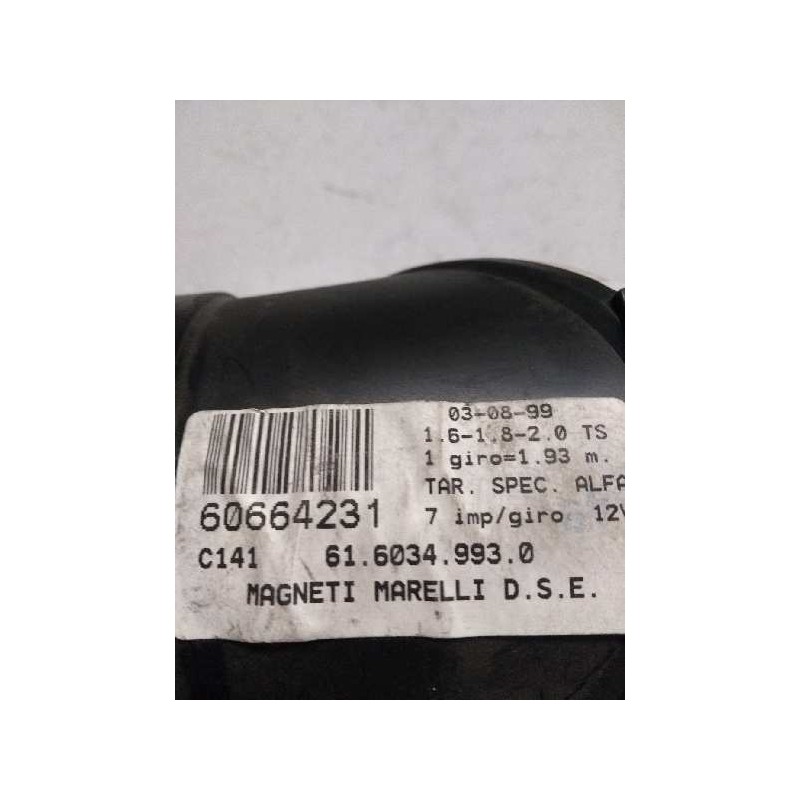 03-08-99
1.6-1.8-2.0 TS
1 giro=1.93 m.
TAR. SPEC. ALFA
7 imp/giro 12V
60664231
C141 61.6034.993.0
MAGNETI MARELLI D.S.E.